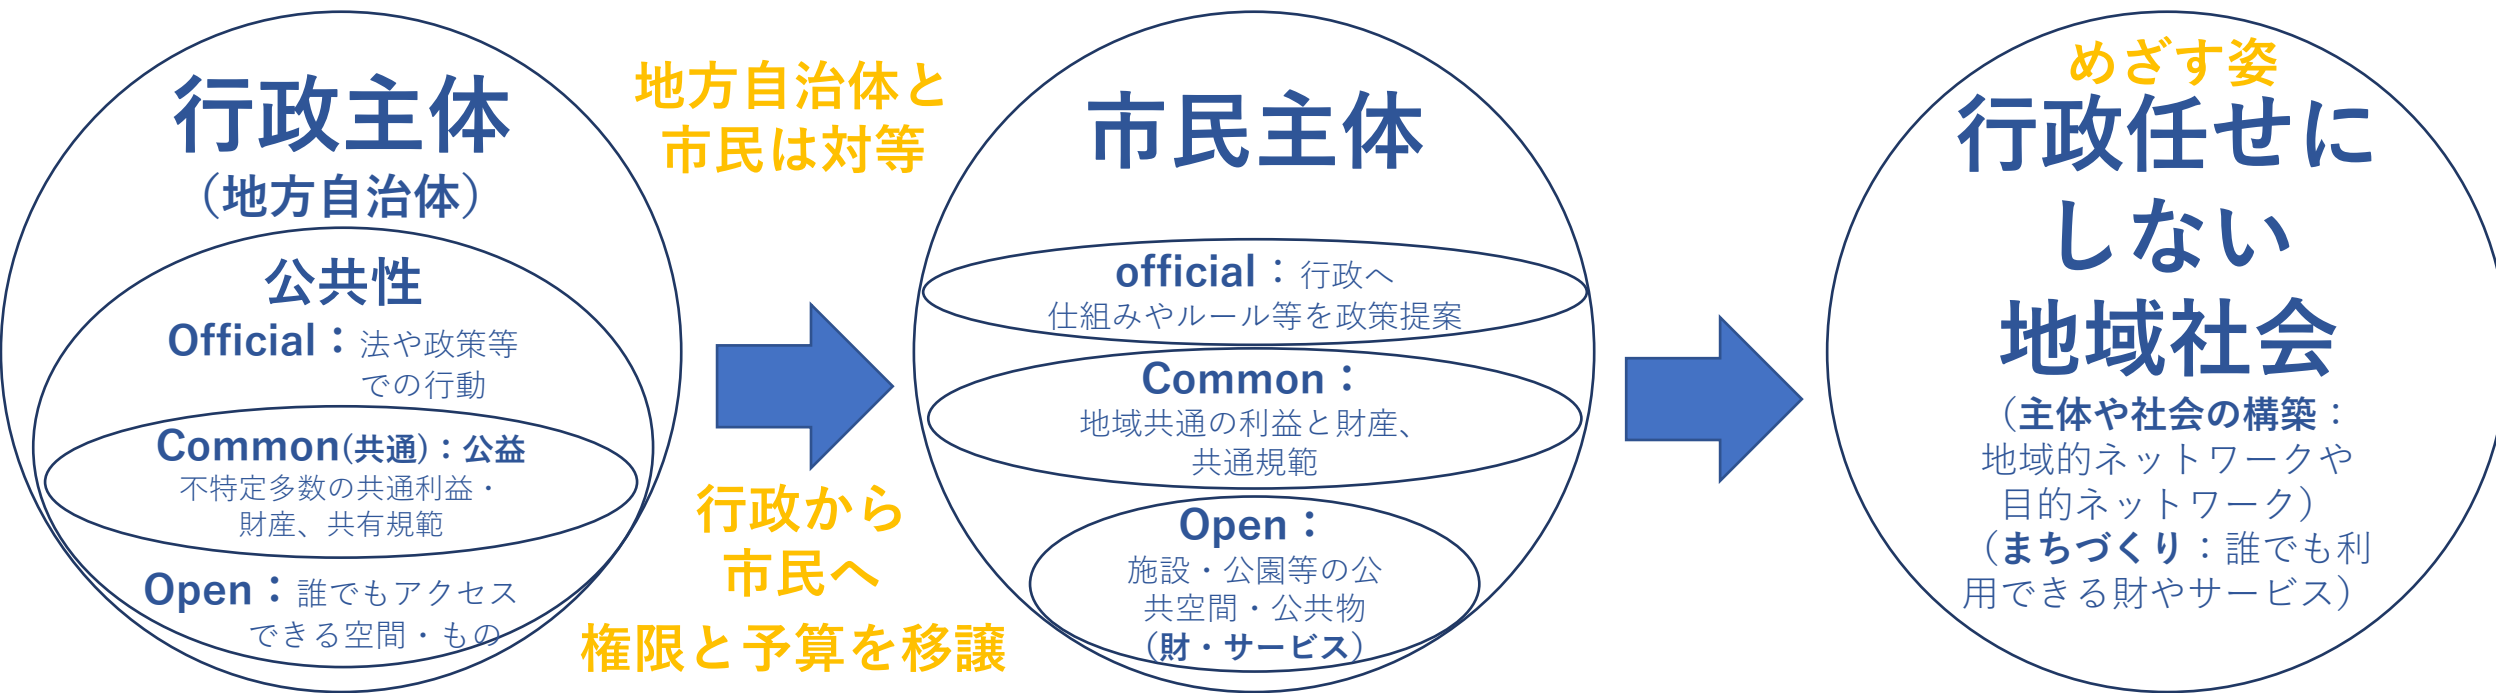 行政主体
（地方自治体）
公共性
Official：法で政策等
での行動
Common（共通）：公益
特定多数の共通利益・
財産、共有規範
Open：誰でもアクセス
できる空間・もの
地方自治体と
市民は対等
行政から
市民へ
権限と予算を移譲
市民主体
official：行政へ
仕組みルール等を政策提案
Common：
地域共通の利益と財産、
共通規範
Open：
施設・公園等の公
共空間・公共物
（財・サービス）
めざす姿
行政任せに
しない
地域社会
（主体的社会の構築：
地域ネットワークや
目的ネットワーク）
（まちづくり：誰でも利
用できる財やサービス）